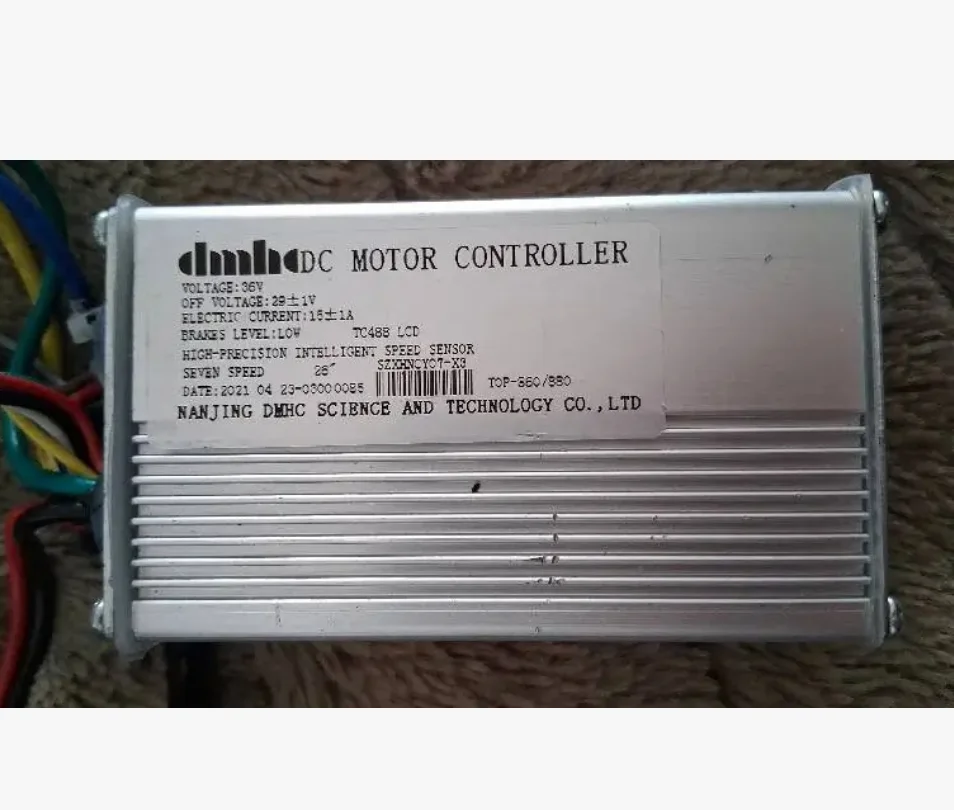 dmhc DC MOTOR CONTROLLER
VOLTAGE:36V
OFF VOLTAGE:29±1V
ELECTRIC CURRENT:15±1A
BRAKES LEVEL:LOW TC488 LCD
HIGH-PRECISION INTELLIGENT SPEED SENSOR
SEVEN SPEED 26″ SZXHNCYC7-X3
DATE:2021 04 23-03000085 TOP-860/880
NANJING DMHC SCIENCE AND TECHNOLOGY CO.,LTD